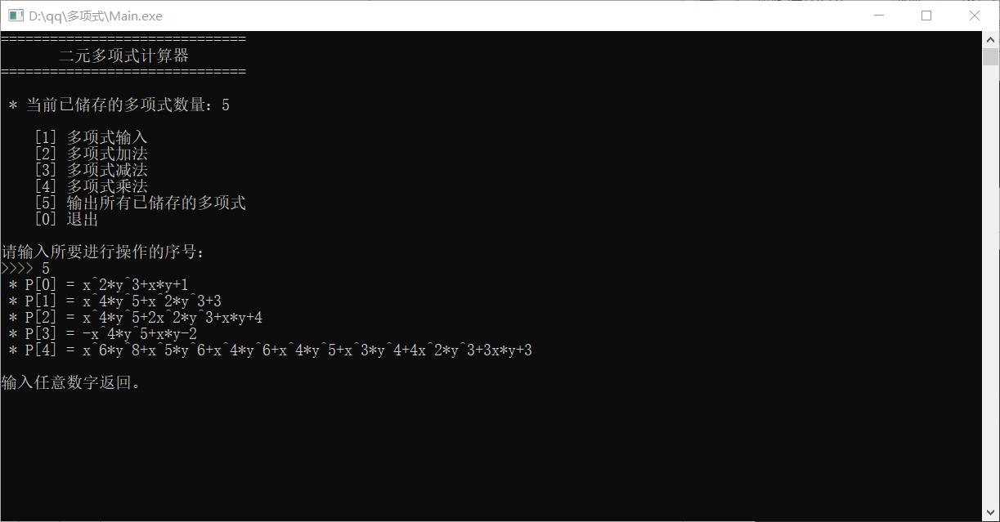 D:\qq\多项式\Main.exe
==============================
二元多项式计算器
==============================
* 当前已储存的多项式数量：5
[1] 多项式输入
[2] 多项式加法
[3] 多项式减法
[4] 多项式乘法
[5] 输出所有已储存的多项式
[0] 退出
请输入所要进行操作的序号：
>>>> 5
* P[0] = x^2*y^3+x*y+1
* P[1] = x^4*y^5+x^2*y^3+3
* P[2] = x^4*y^5+2x^2*y^3+x*y+4
* P[3] = -x^4*y^5+x*y-2
* P[4] = x^6*y^8+x^5*y^6+x^4*y^6+x^4*y^5+x^3*y^4+4x^2*y^3+3x*y+3
输入任意数字返回。